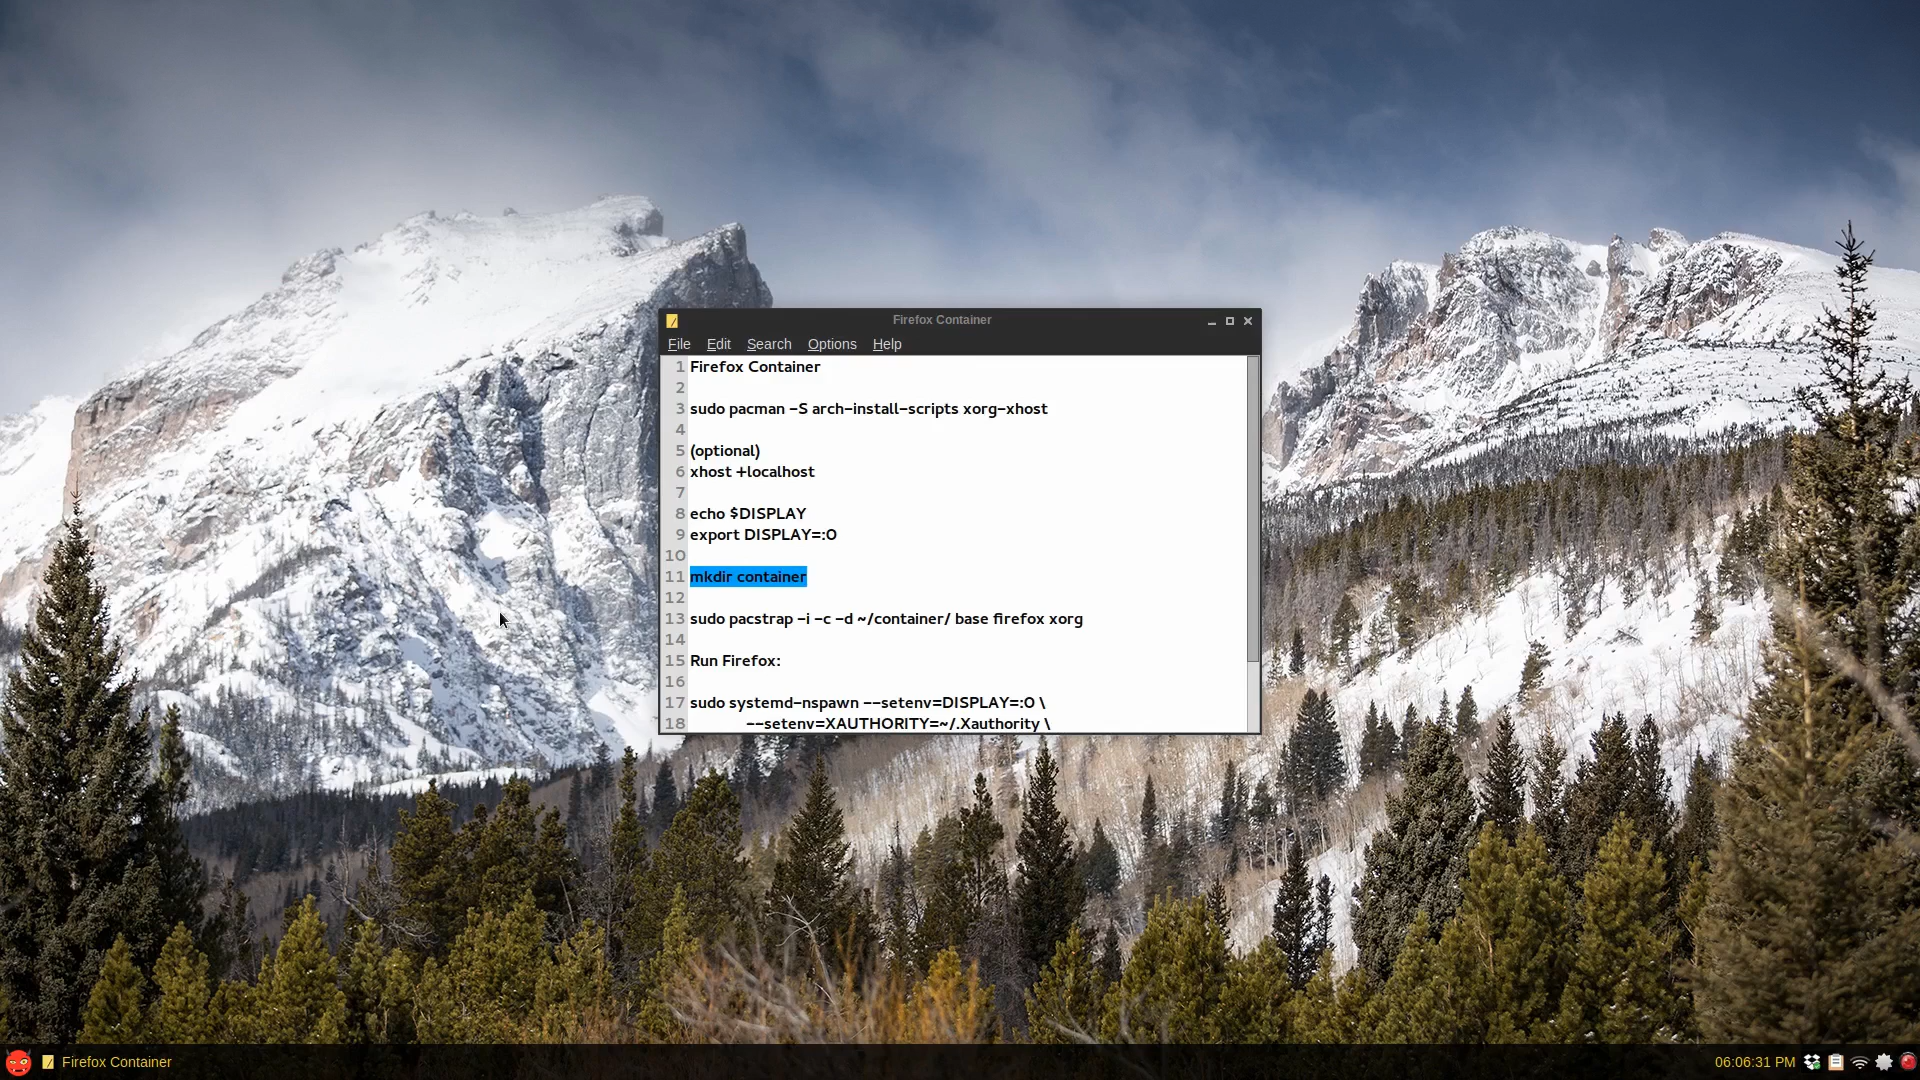 Firefox Container
File Edit Search Options Help
1 Firefox Container
2
3 sudo pacman -S arch-install-scripts xorg-xhost
4
5 (optional)
6 xhost +localhost
7
8 echo $DISPLAY
9 export DISPLAY=:0
10
11 mkdir container
12
13 sudo pacstrap -i -c -d ~/container/ base firefox xorg
14
15 Run Firefox:
16
17 sudo systemd-nspawn --setenv=DISPLAY=:0 \
18 --setenv=XAUTHORITY=~/.Xauthority \
Firefox Container
06:06:31 PM